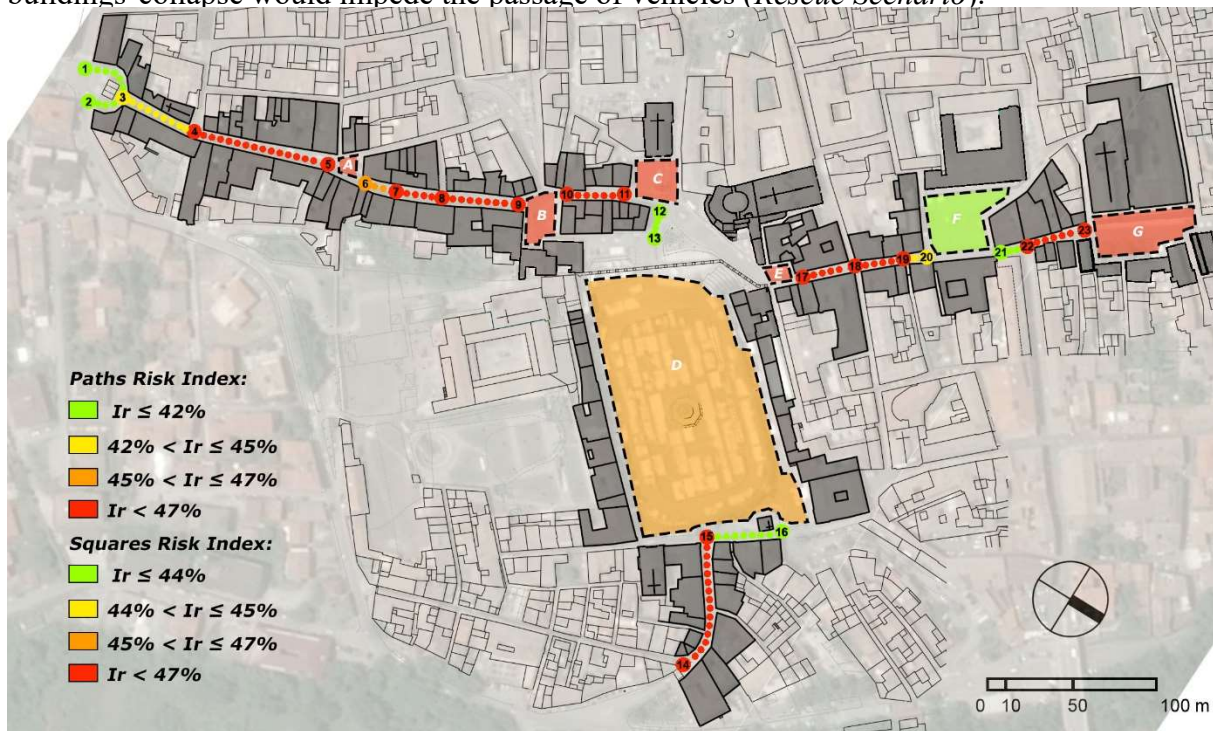 buildings' collapse would impede the passage of vehicles (Rescue Scenario).
1
2
3
4
5
A
6
7
8
9
B
10
11
C
12
13
E
17
18
19
20
F
21
22
23
G
D
15
16
14
Paths Risk Index:
Ir ≤ 42%
42% < Ir ≤ 45%
45% < Ir ≤ 47%
Ir < 47%
Squares Risk Index:
Ir ≤ 44%
44% < Ir ≤ 45%
45% < Ir ≤ 47%
Ir < 47%
0 10 50 100 m